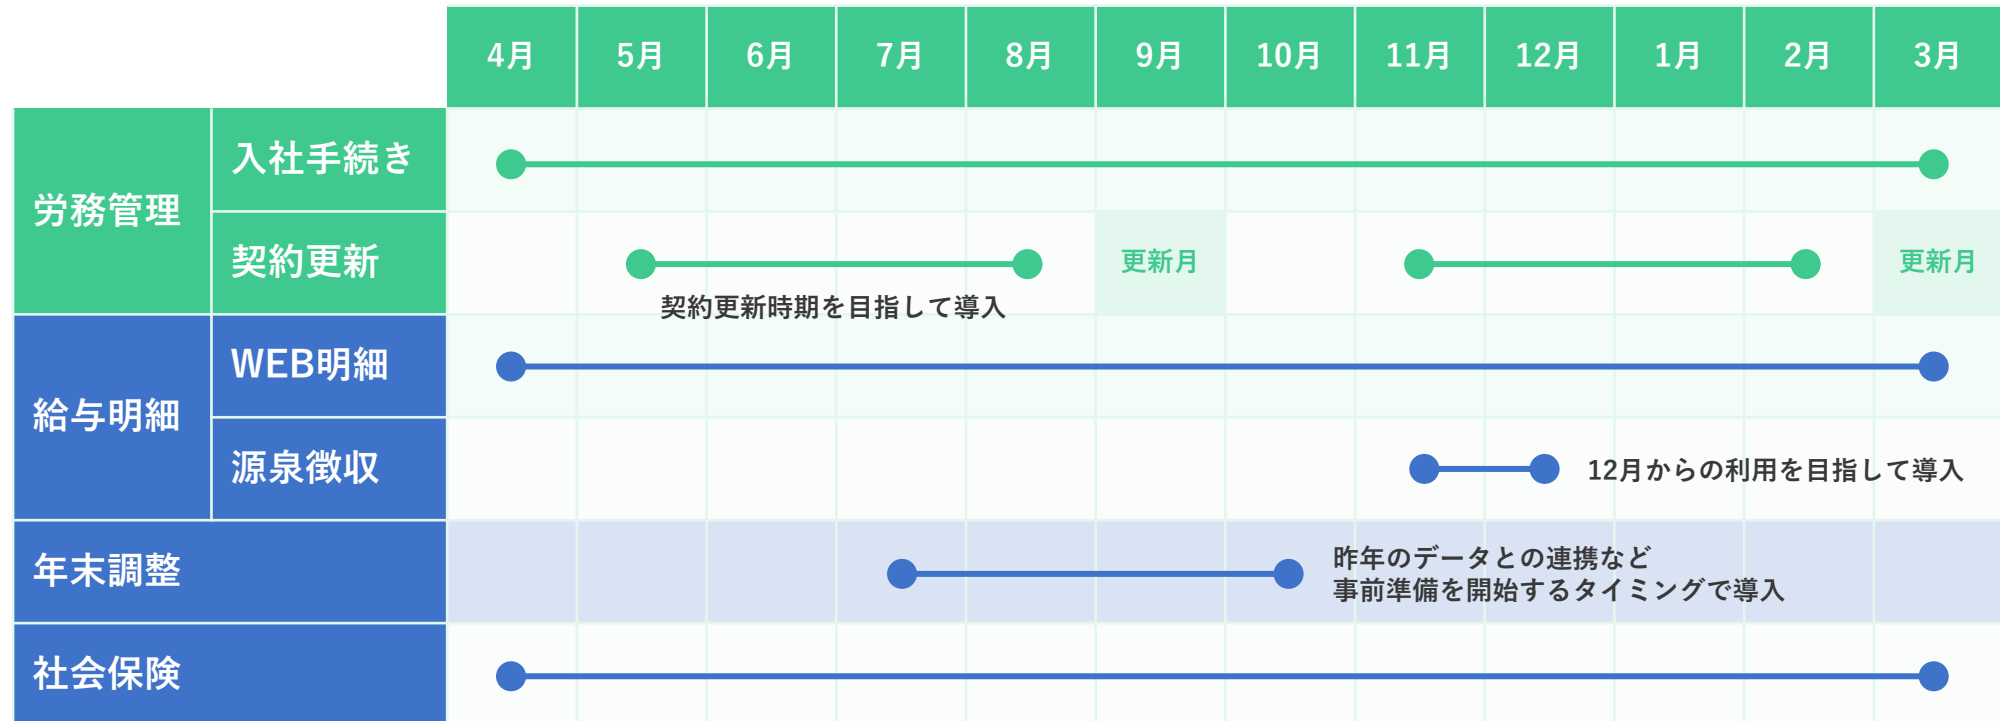 4月 5月 6月 7月 8月 9月 10月 11月 12月 1月 2月 3月
労務管理
入社手続き
契約更新
更新月
更新月
契約更新時期を目指して導入
給与明細
WEB明細
源泉徴収
12月からの利用を目指して導入
年末調整
昨年のデータとの連携など
事前準備を開始するタイミングで導入
社会保険